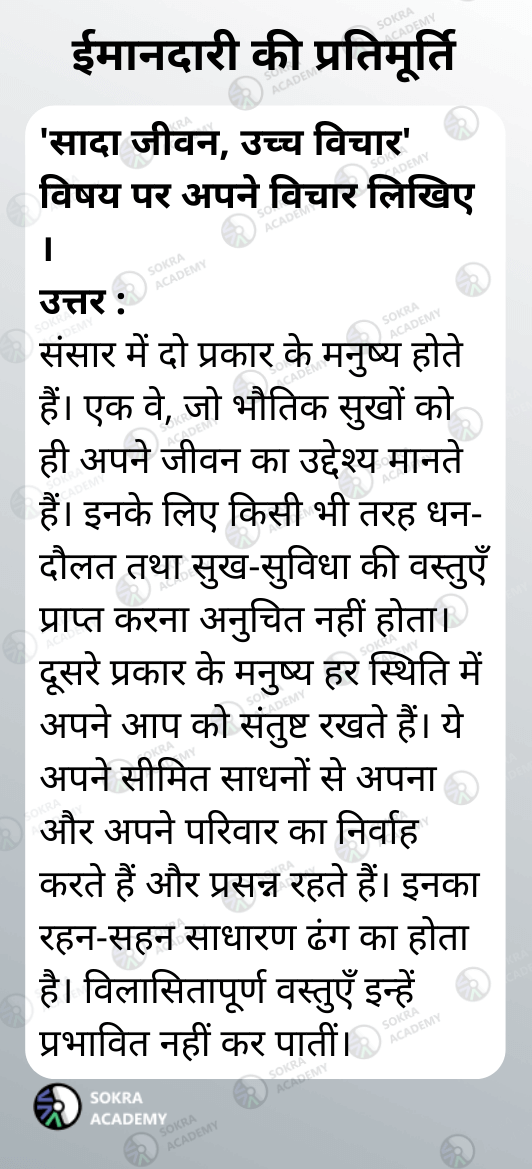 ईमानदारी की प्रतिमूर्ति
'सादा जीवन, उच्च विचार'
विषय पर अपने विचार लिखिए
।
उत्तर :
संसार में दो प्रकार के मनुष्य होते
हैं। एक वे, जो भौतिक सुखों को
ही अपने जीवन का उद्देश्य मानते
हैं। इनके लिए किसी भी तरह धन-
दौलत तथा सुख-सुविधा की वस्तुएँ
प्राप्त करना अनुचित नहीं होता।
दूसरे प्रकार के मनुष्य हर स्थिति में
अपने आप को संतुष्ट रखते हैं। ये
अपने सीमित साधनों से अपना
और अपने परिवार का निर्वाह
करते हैं और प्रसन्न रहते हैं। इनका
रहन-सहन साधारण ढंग का होता
है। विलासितापूर्ण वस्तुएँ इन्हें
प्रभावित नहीं कर पातीं।
SOKRA
ACADEMY